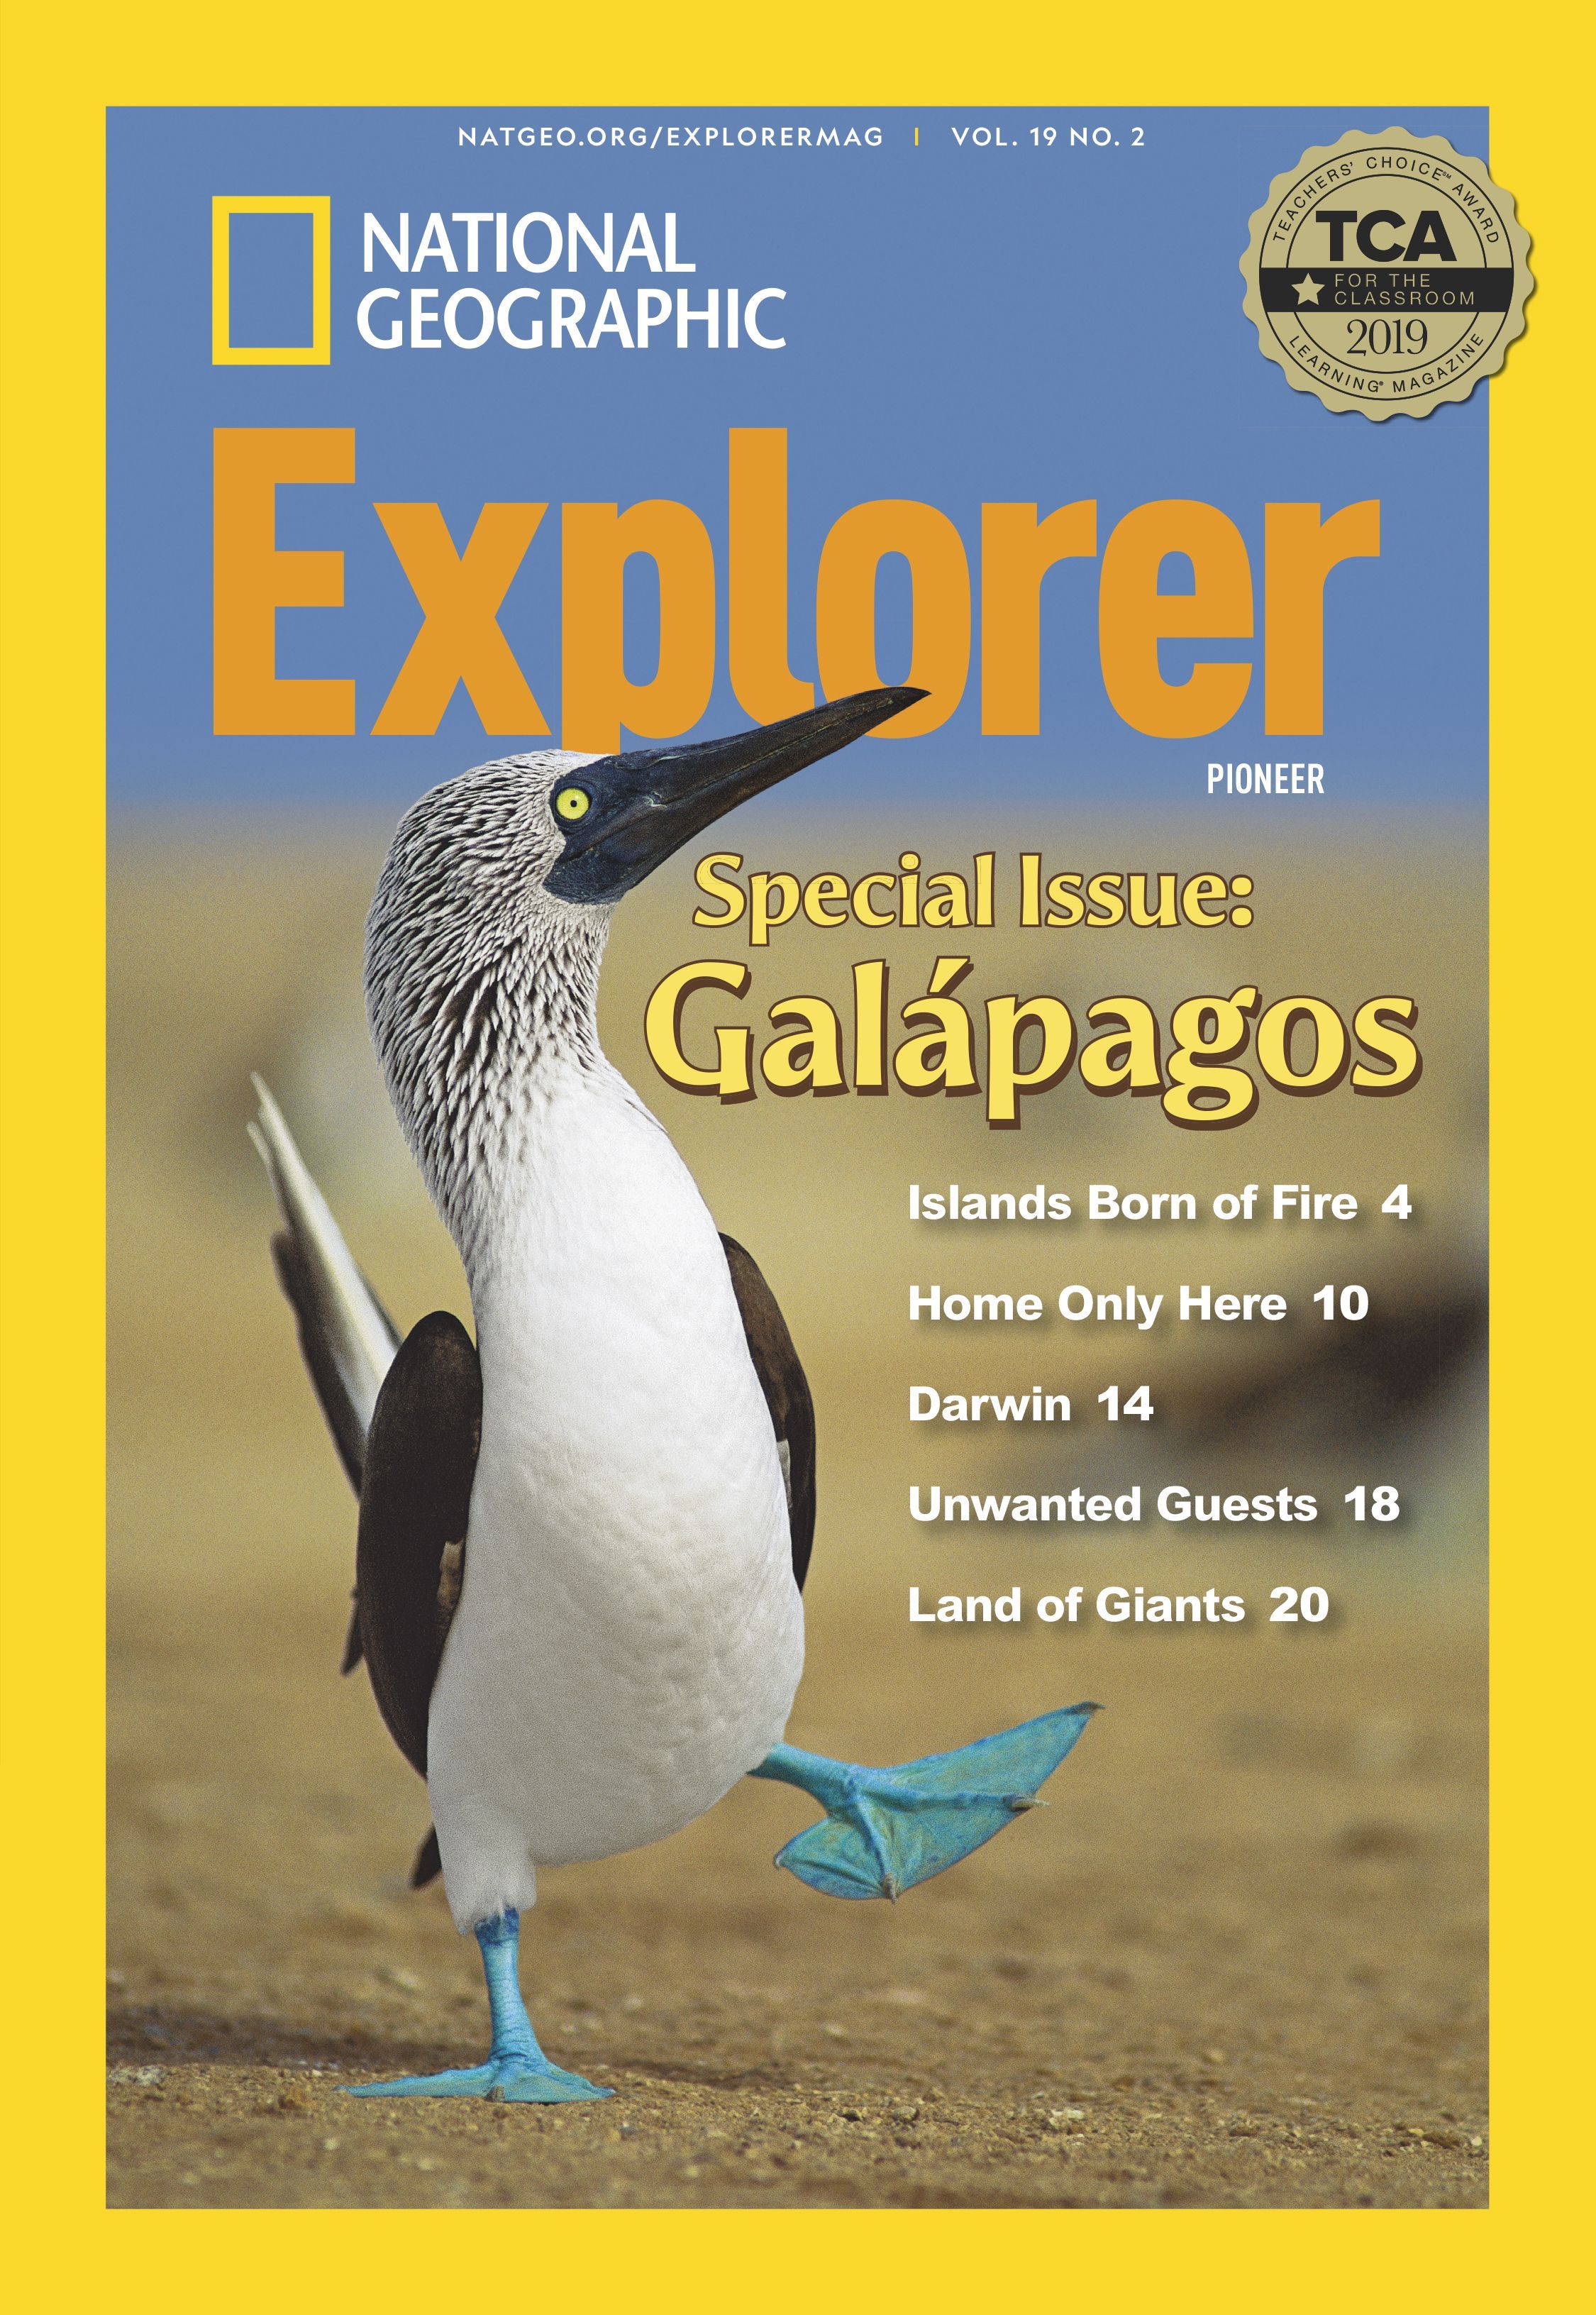 NATGEO.ORG/EXPLORERMAG | VOL. 19 NO. 2
NATIONAL
GEOGRAPHIC
TEACHERS' CHOICE℠ AWARD
TCA
FOR THE
CLASSROOM
2019
LEARNING® MAGAZINE
Explorer
PIONEER
Special Issue:
Galápagos
Islands Born of Fire 4
Home Only Here 10
Darwin 14
Unwanted Guests 18
Land of Giants 20